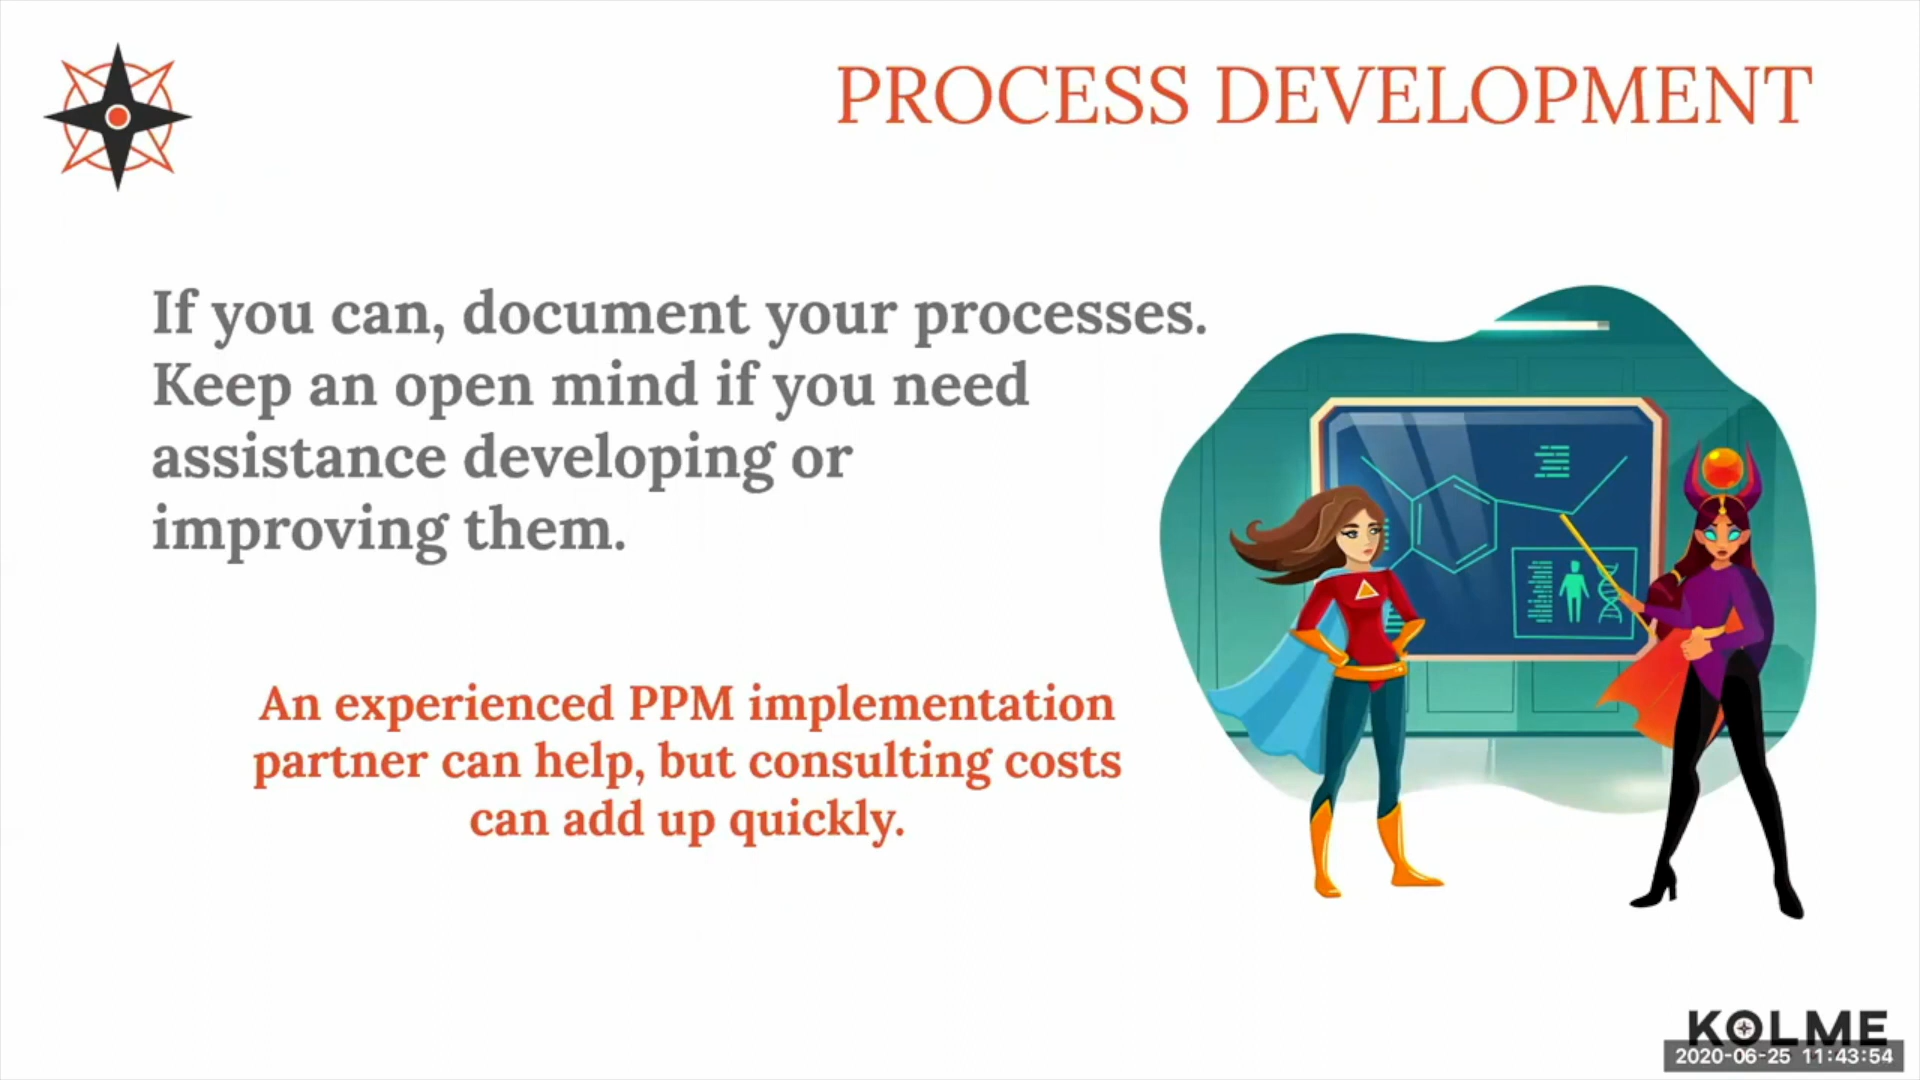 PROCESS DEVELOPMENT
If you can, document your processes.
Keep an open mind if you need
assistance developing or
improving them.
An experienced PPM implementation
partner can help, but consulting costs
can add up quickly.
KOLME
2020-06-25 11:43:54